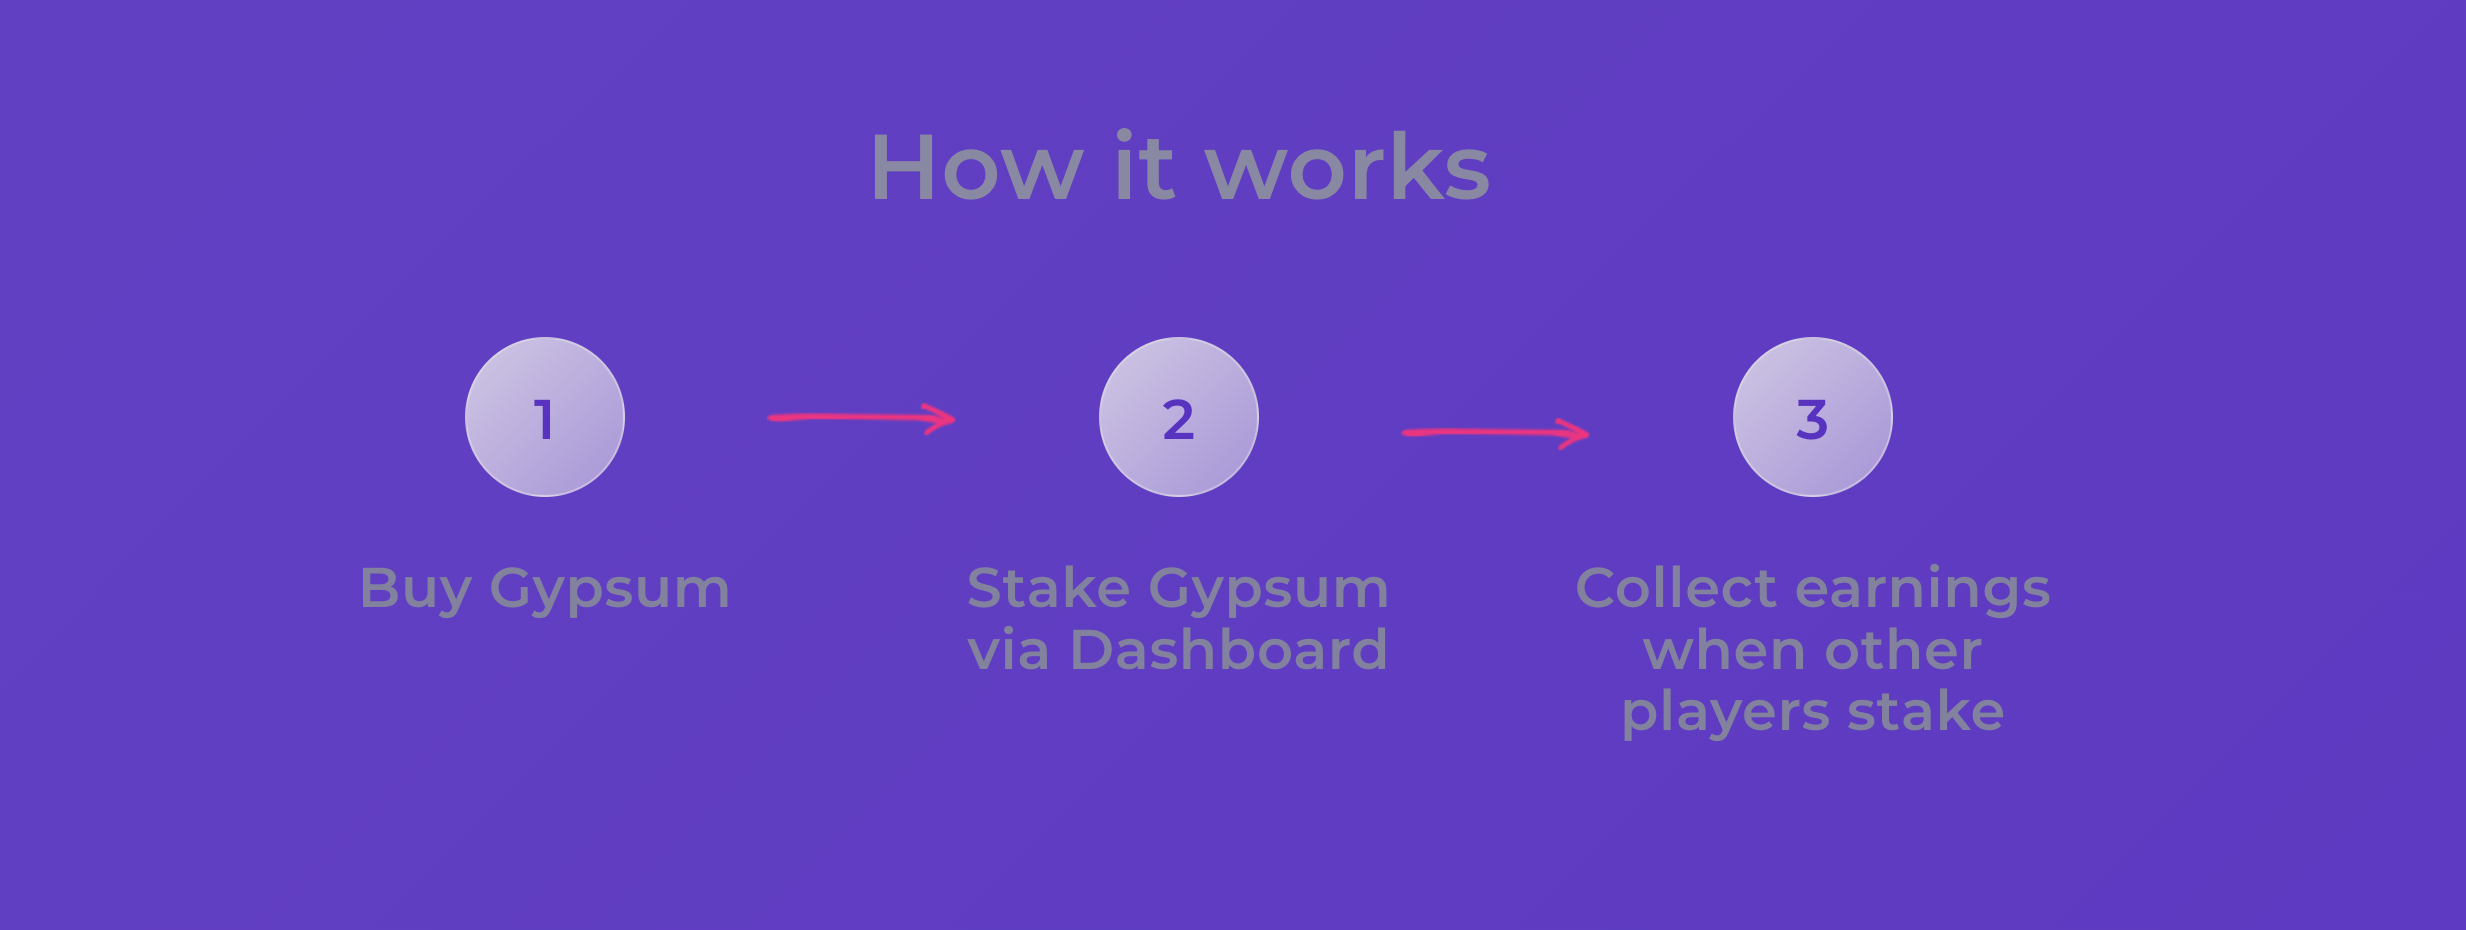 How it works
1
Buy Gypsum
2
Stake Gypsum
via Dashboard
3
Collect earnings
when other
players stake